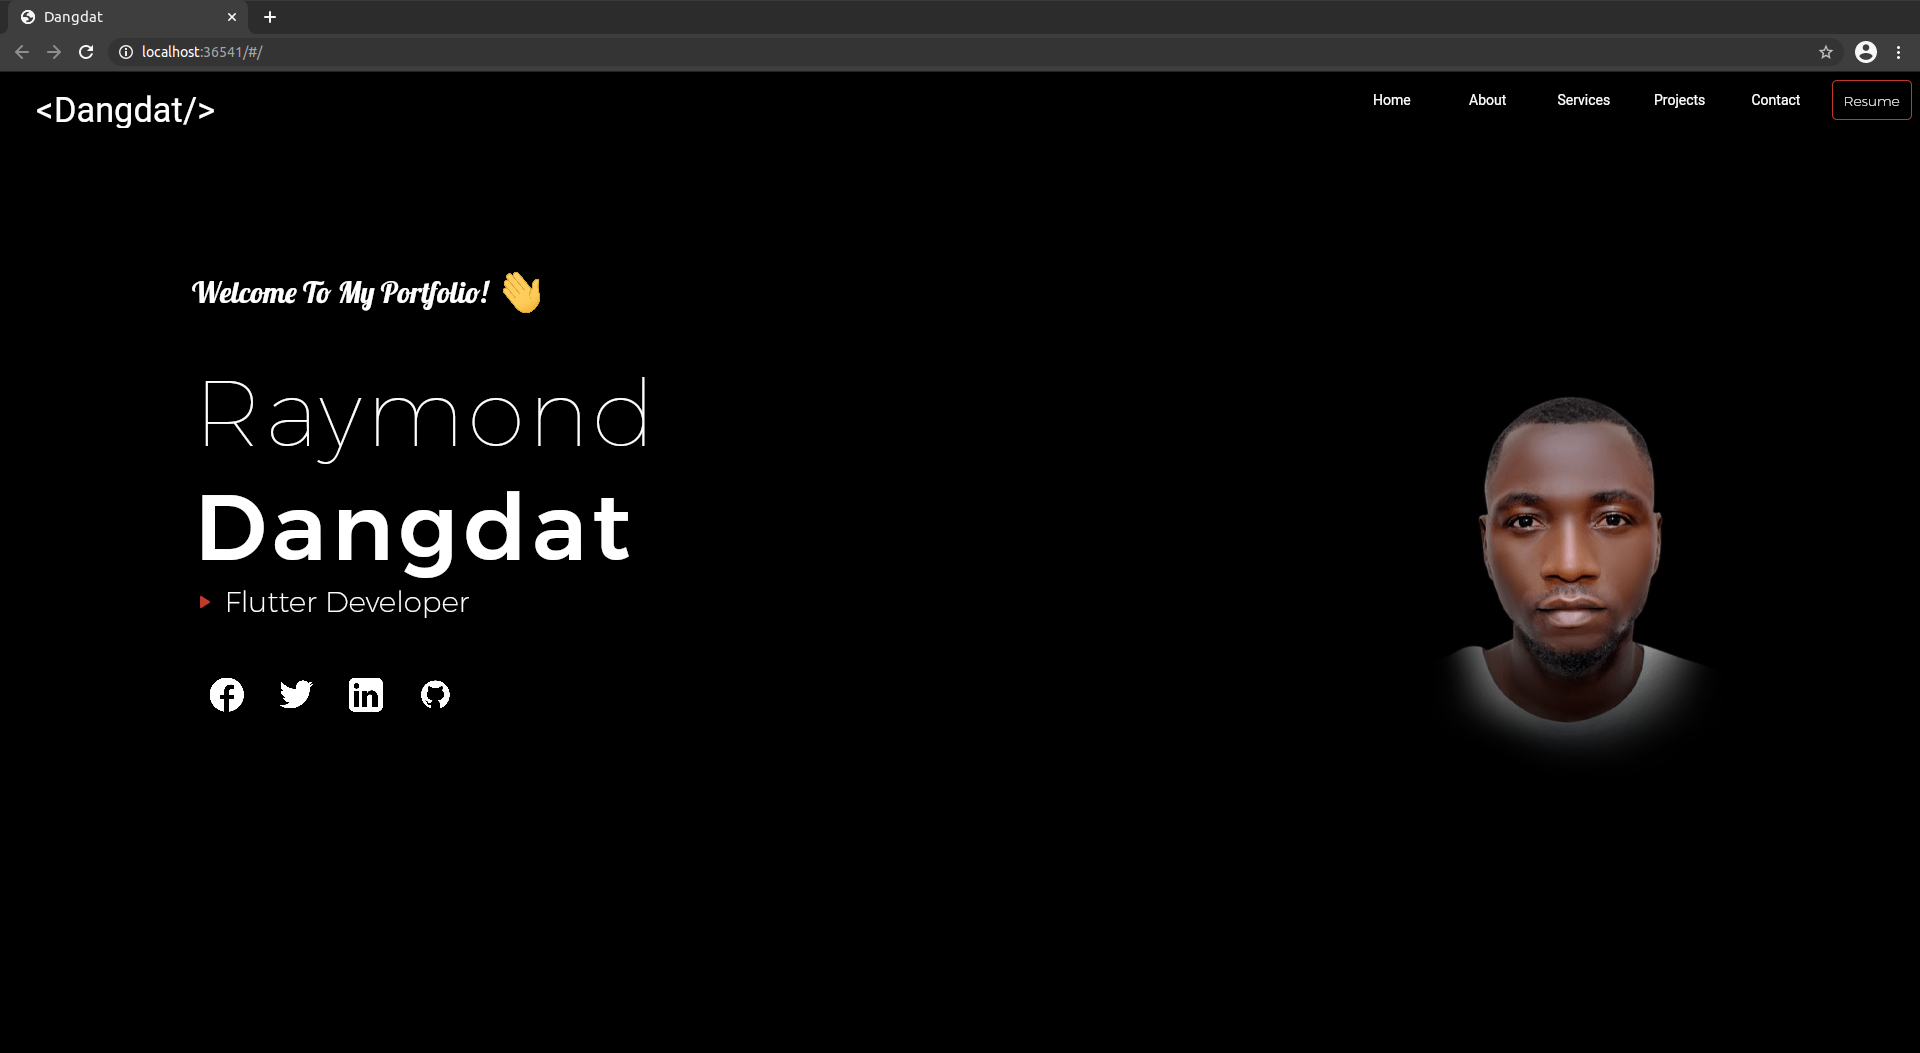 Dangdat
localhost:36541/#/
<Dangdat/>
Home About Services Projects Contact Resume
Welcome To My Portfolio! 👋
Raymond
Dangdat
Flutter Developer